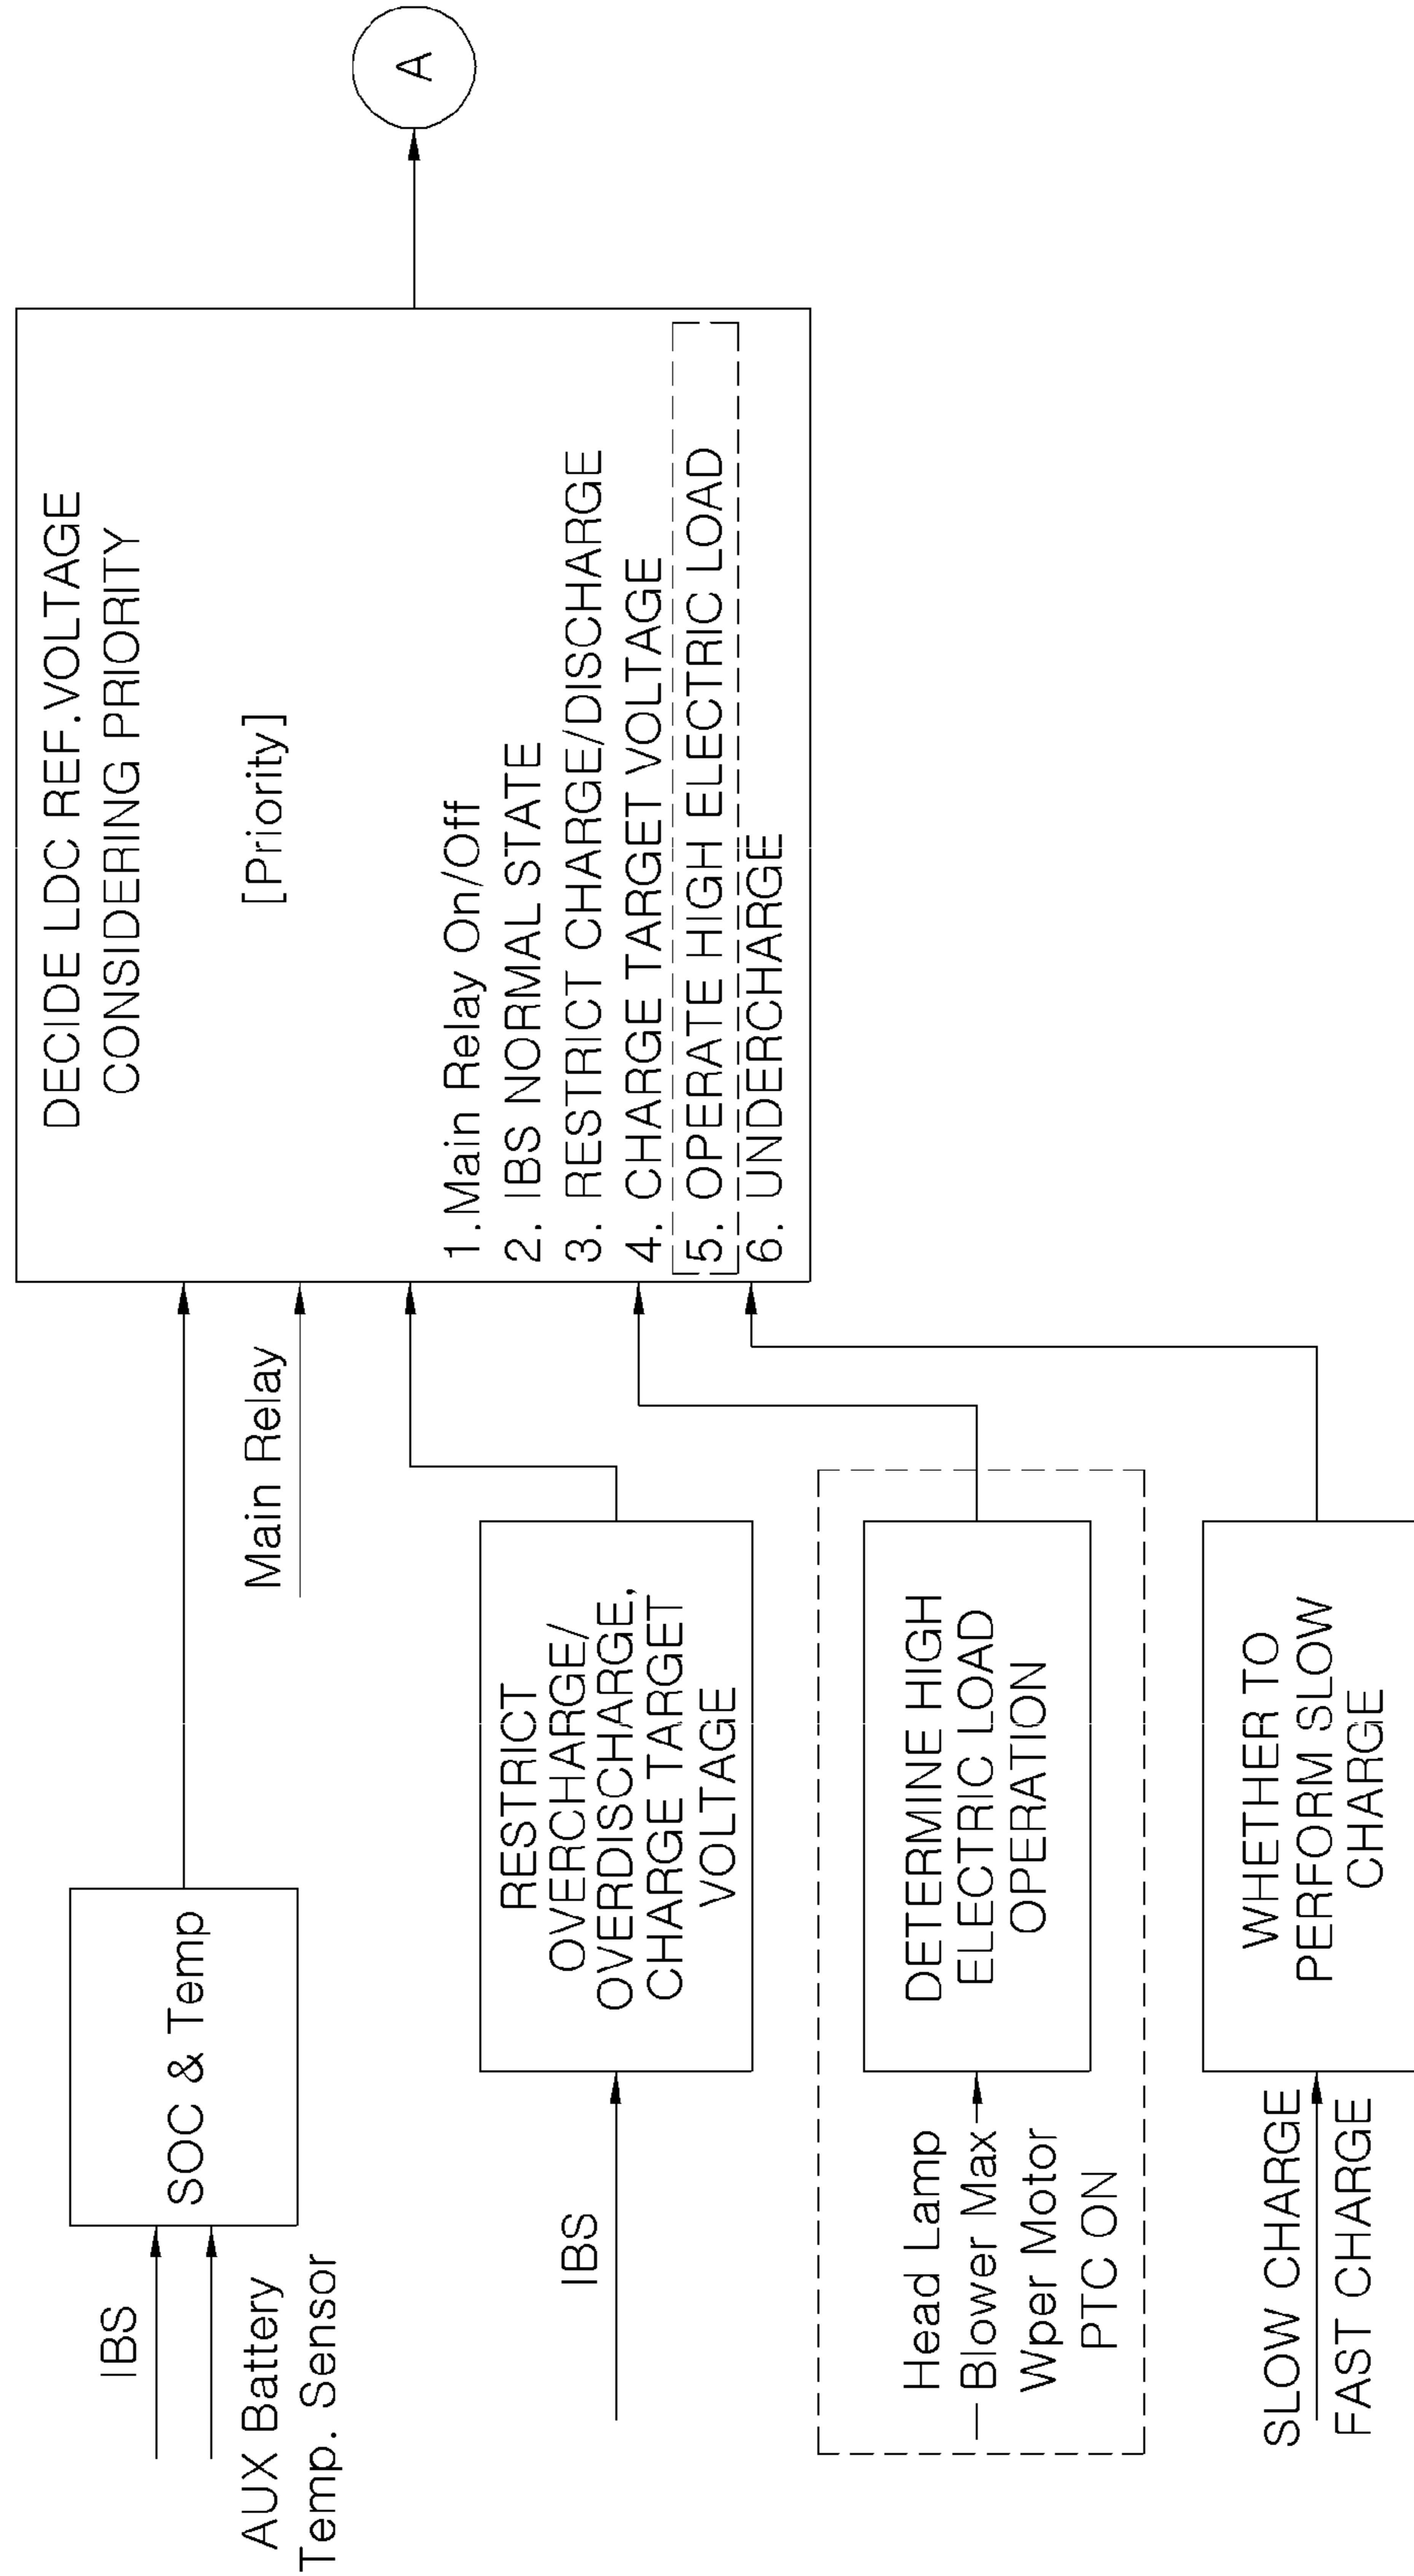 IBS
AUX Battery
Temp. Sensor
SOC & Temp
Main Relay
IBS
RESTRICT
OVERCHARGE/
OVERDISCHARGE,
CHARGE TARGET
VOLTAGE
Head Lamp
Blower Max
Wper Motor
PTC ON
DETERMINE HIGH
ELECTRIC LOAD
OPERATION
SLOW CHARGE
FAST CHARGE
WHETHER TO
PERFORM SLOW
CHARGE
DECIDE LDC REF.VOLTAGE
CONSIDERING PRIORITY
[Priority]
1.Main Relay On/Off
2. IBS NORMAL STATE
3. RESTRICT CHARGE/DISCHARGE
4. CHARGE TARGET VOLTAGE
5. OPERATE HIGH ELECTRIC LOAD
6. UNDERCHARGE
A